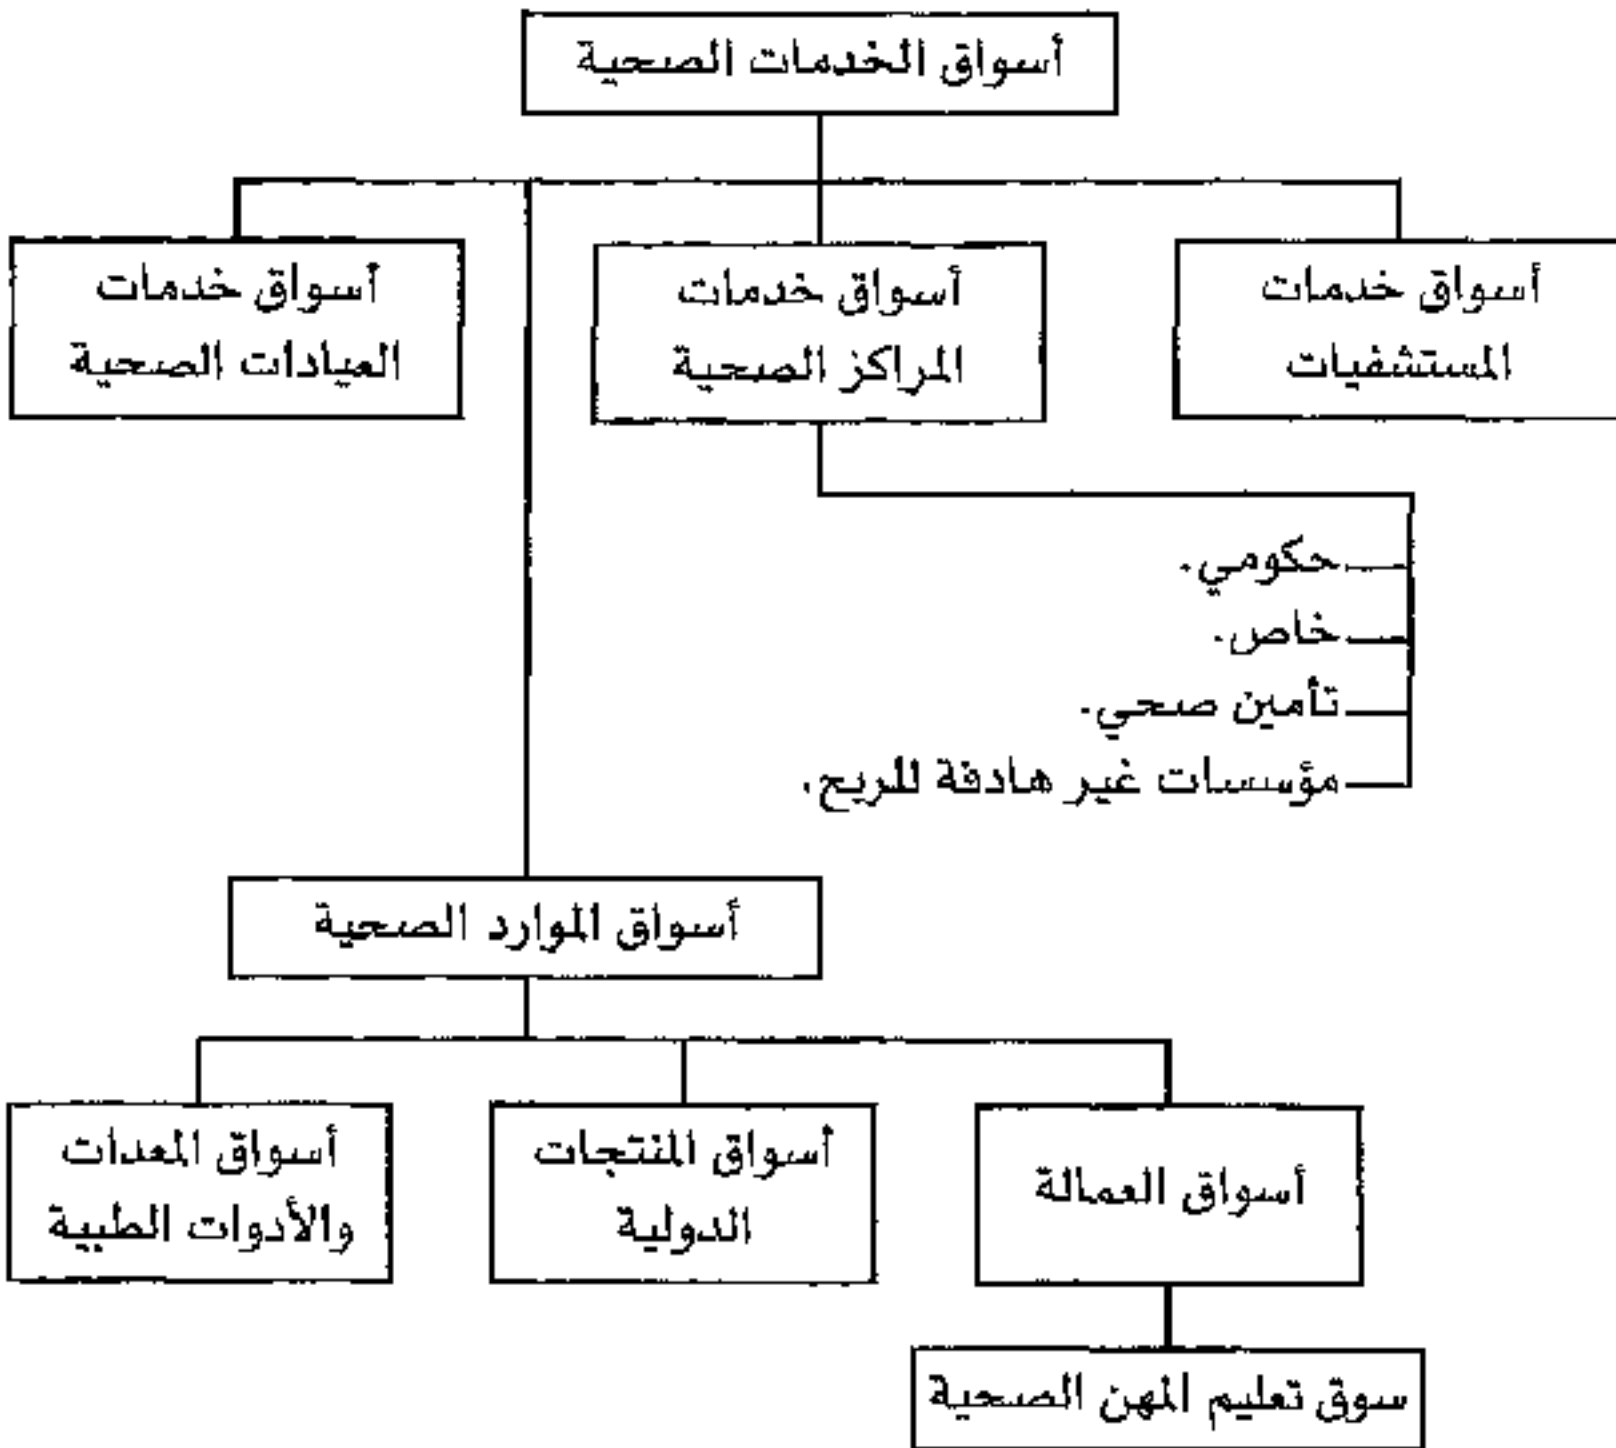 أسواق الخدمات الصحية
أسواق خدمات
المستشفيات
أسواق خدمات
المراكز الصحية
أسواق خدمات
العيادات الصحية
حكومي.
خاص.
تأمين صحي.
مؤسسات غير هادفة للربح.
أسواق الموارد الصحية
أسواق العمالة
أسواق المنتجات
الدولية
أسواق المعدات
والأدوات الطبية
سوق تعليم المهن الصحية